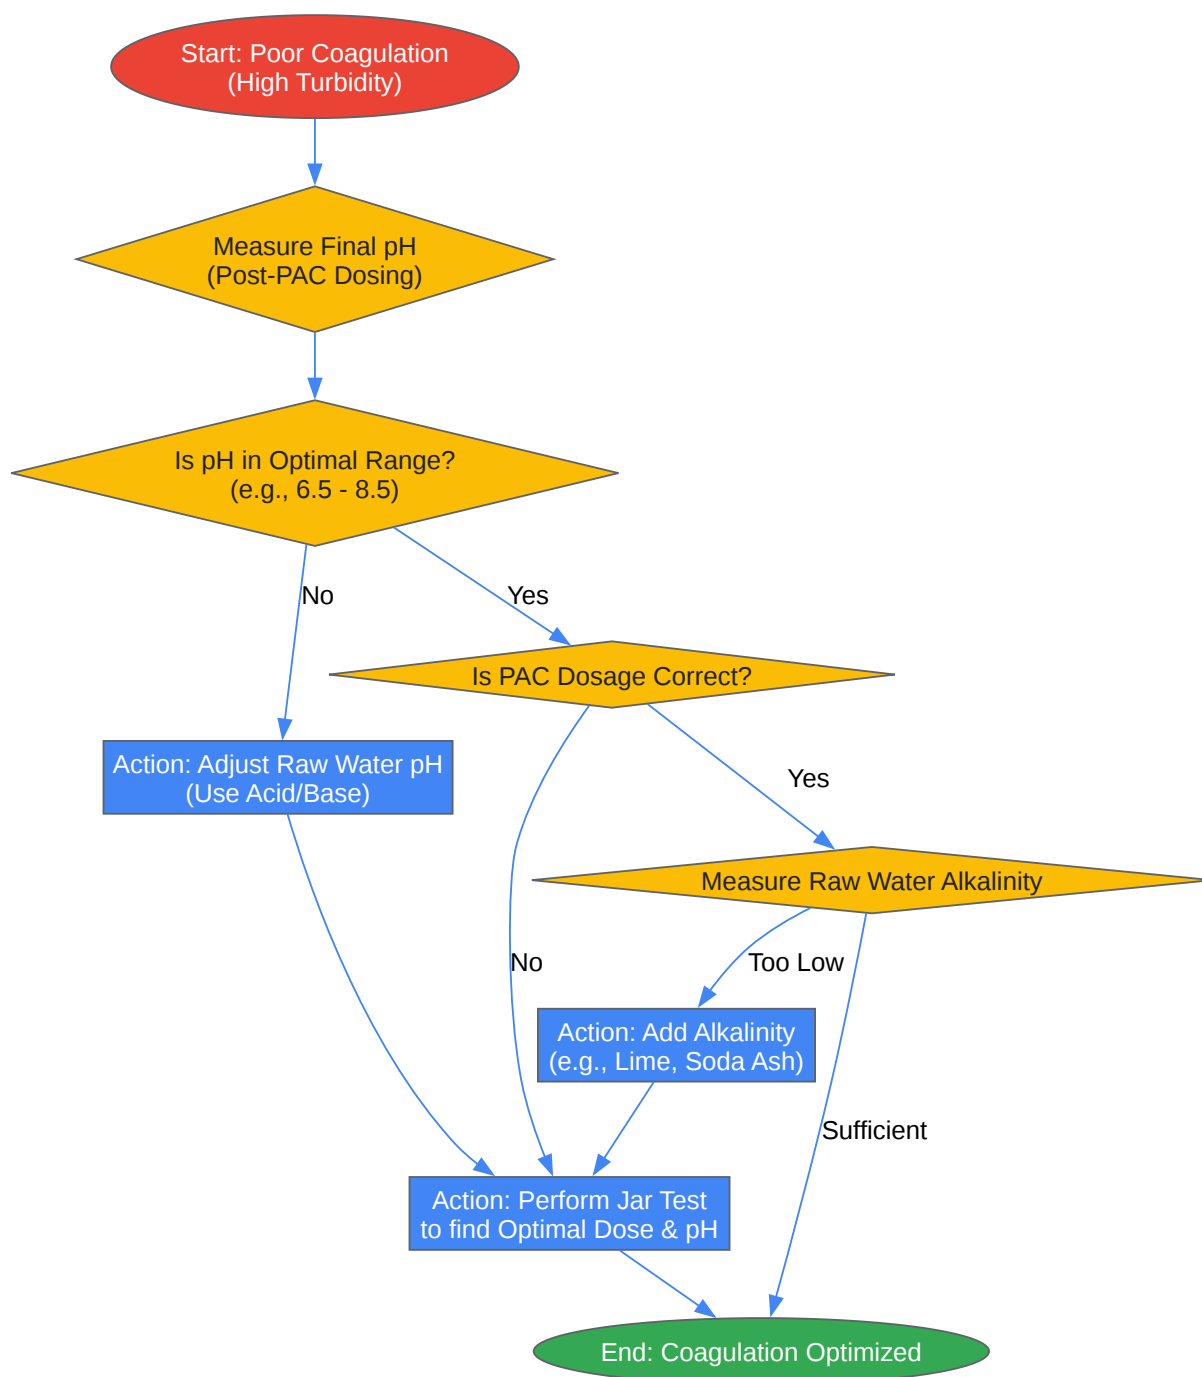 Start: Poor Coagulation
(High Turbidity)
Measure Final pH
(Post-PAC Dosing)
Is pH in Optimal Range?
(e.g., 6.5 - 8.5)
No
Yes
Is PAC Dosage Correct?
Action: Adjust Raw Water pH
(Use Acid/Base)
Yes
Measure Raw Water Alkalinity
No
Too Low
Action: Add Alkalinity
(e.g., Lime, Soda Ash)
Sufficient
Action: Perform Jar Test
to find Optimal Dose & pH
End: Coagulation Optimized